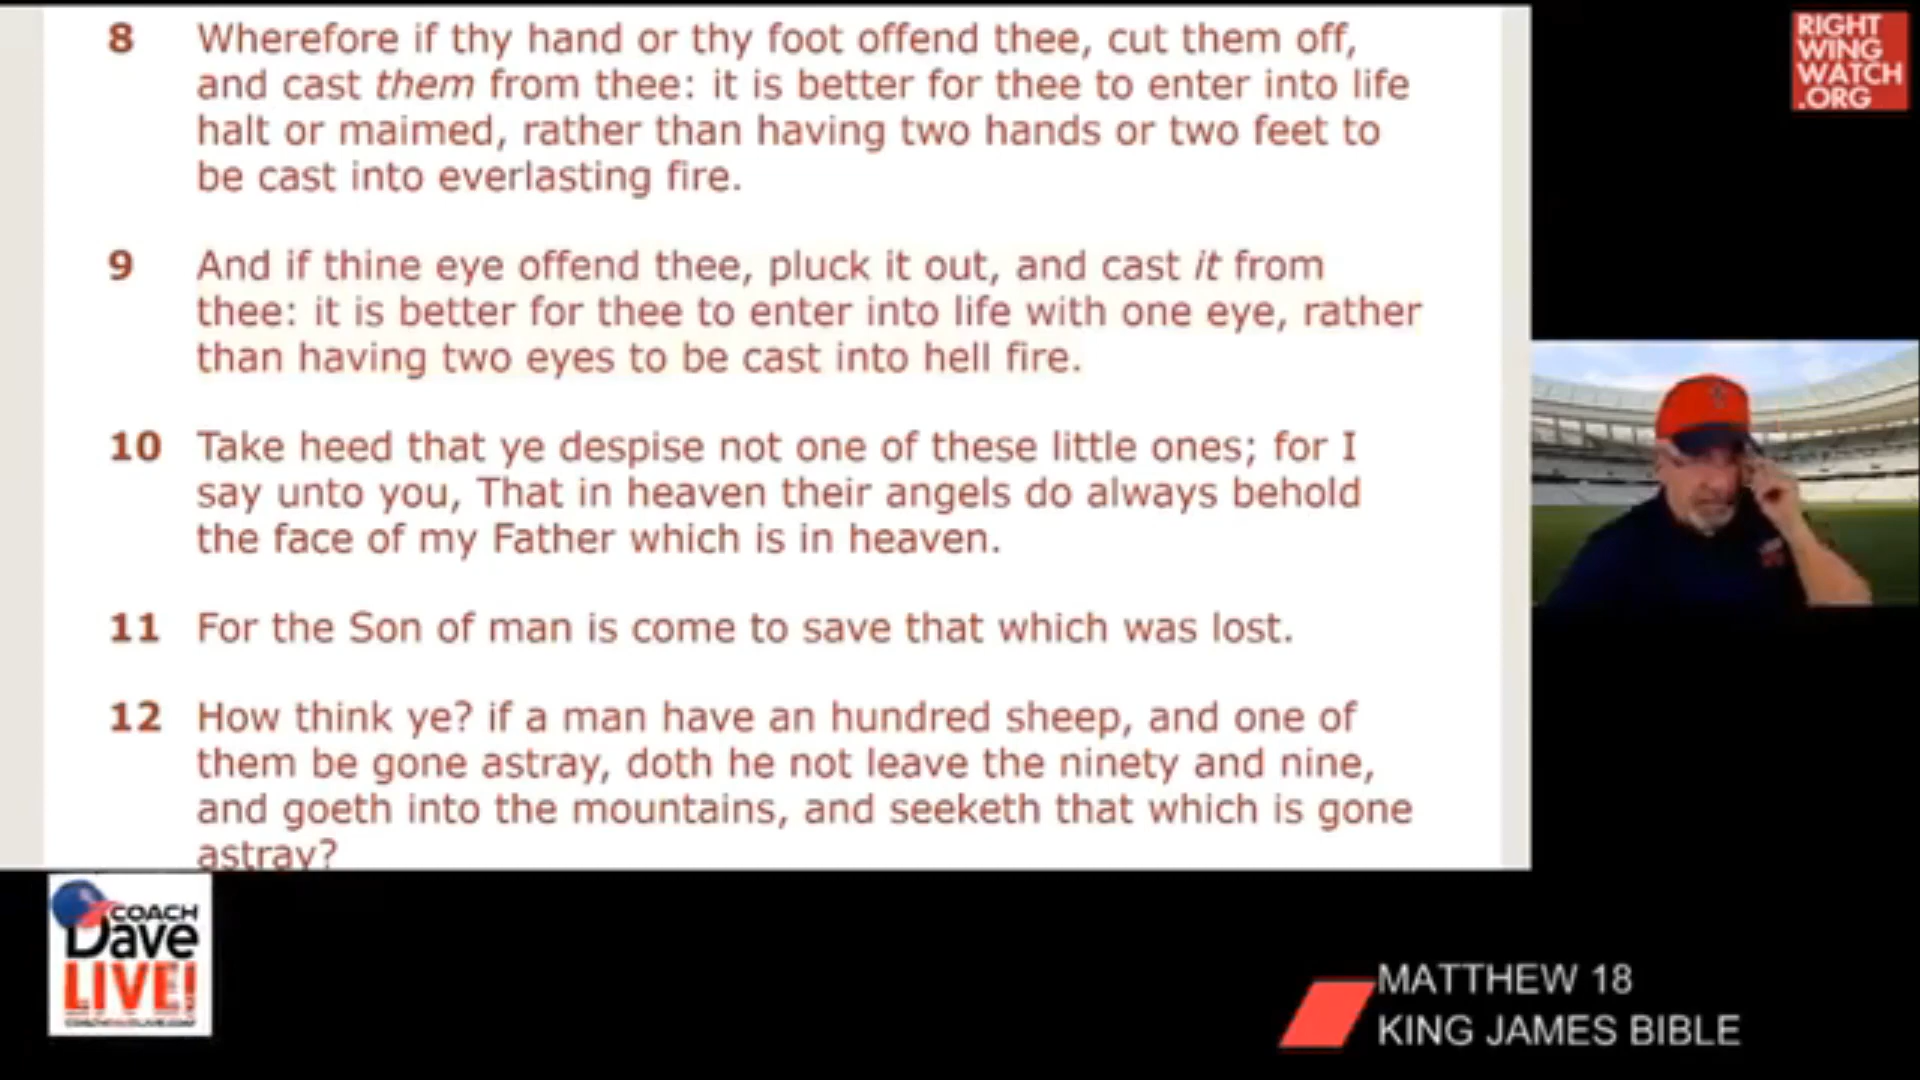 8 Wherefore if thy hand or thy foot offend thee, cut them off,
and cast them from thee: it is better for thee to enter into life
halt or maimed, rather than having two hands or two feet to
be cast into everlasting fire.
9 And if thine eye offend thee, pluck it out, and cast it from
thee: it is better for thee to enter into life with one eye, rather
than having two eyes to be cast into hell fire.
10 Take heed that ye despise not one of these little ones; for I
say unto you, That in heaven their angels do always behold
the face of my Father which is in heaven.
11 For the Son of man is come to save that which was lost.
12 How think ye? if a man have an hundred sheep, and one of
them be gone astray, doth he not leave the ninety and nine,
and goeth into the mountains, and seeketh that which is gone
astray?
RIGHT
WING
WATCH
.ORG
COACH
Dave
LIVE!
MATTHEW 18
KING JAMES BIBLE